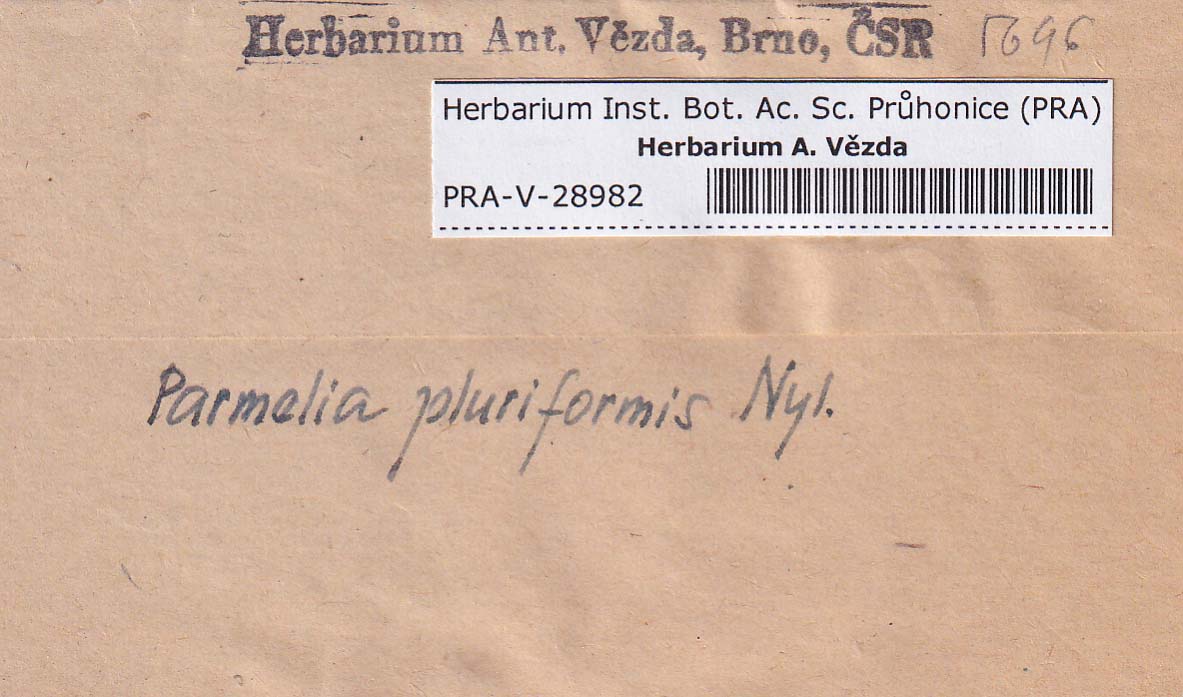 Herbarium Ant. Vězda, Brno, ČSR 5696
Herbarium Inst. Bot. Ac. Sc. Průhonice (PRA)
Herbarium A. Vězda
PRA-V-28982
Parmelia pluriformis Nyl.